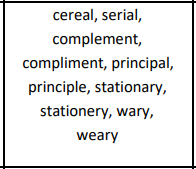 cereal, serial,
complement,
compliment, principal,
principle, stationary,
stationery, wary,
weary